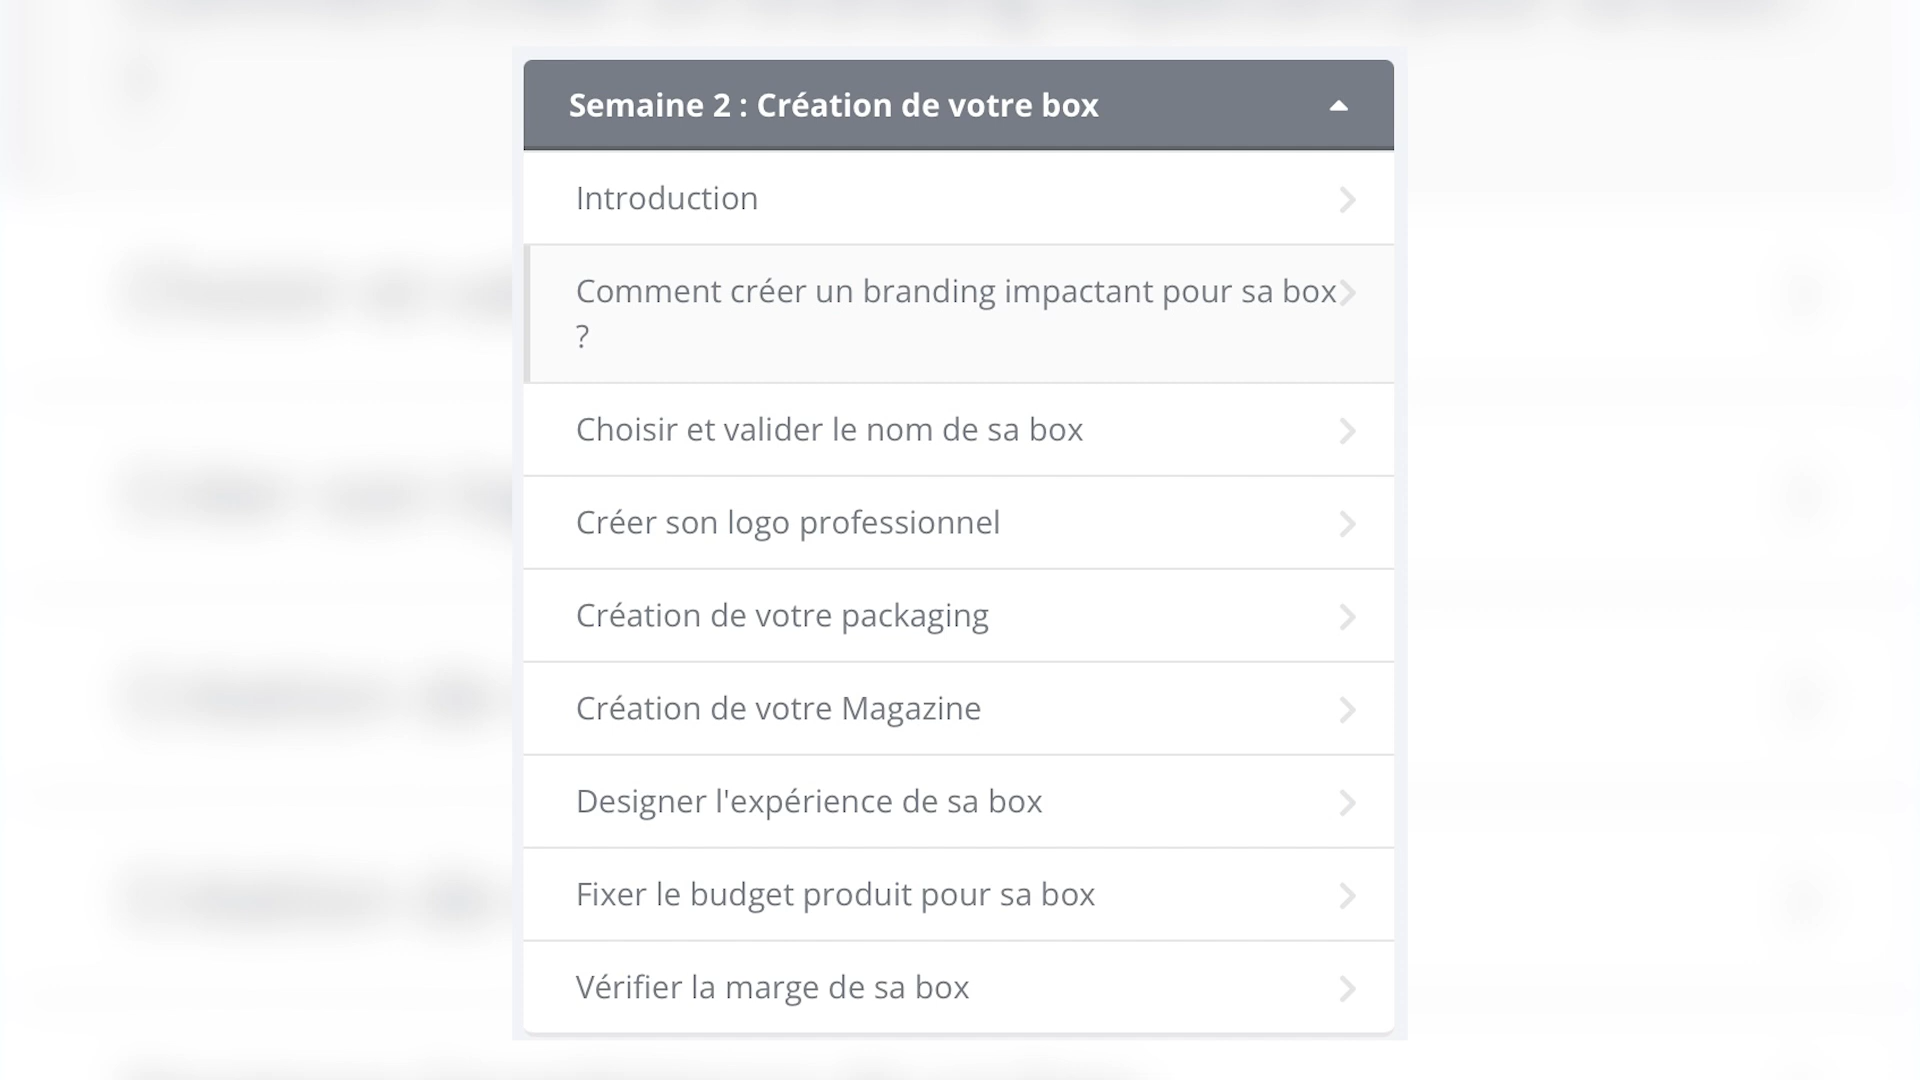 Semaine 2 : Création de votre box
Introduction
Comment créer un branding impactant pour sa box
?
Choisir et valider le nom de sa box
Créer son logo professionnel
Création de votre packaging
Création de votre Magazine
Designer l'expérience de sa box
Fixer le budget produit pour sa box
Vérifier la marge de sa box